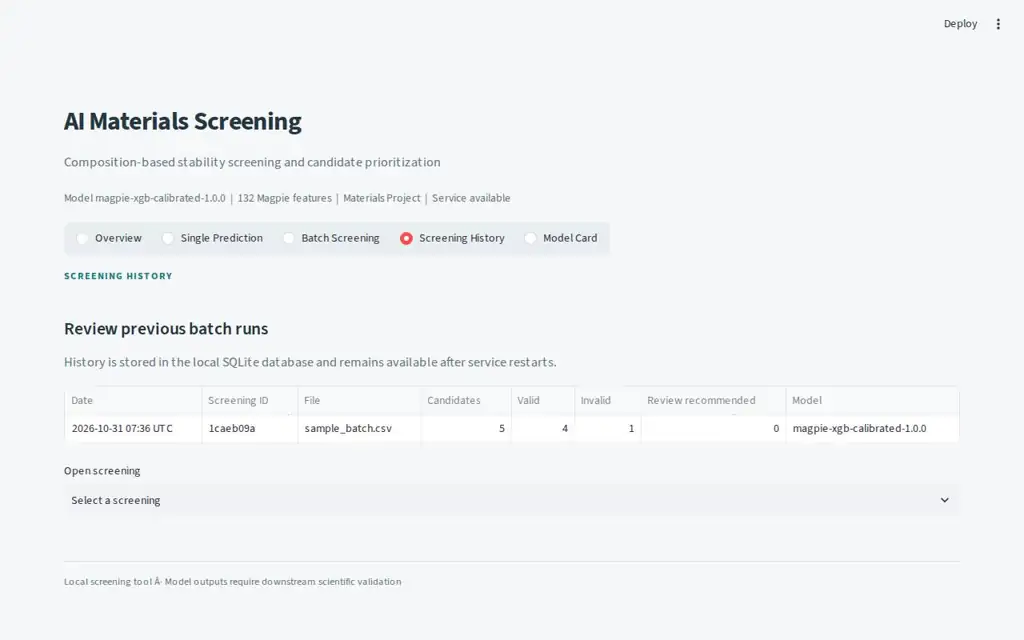 Deploy
AI Materials Screening
Composition-based stability screening and candidate prioritization
Model magpie-xgb-calibrated-1.0.0 | 132 Magpie features | Materials Project | Service available
Overview Single Prediction Batch Screening Screening History Model Card
SCREENING HISTORY
Review previous batch runs
History is stored in the local SQLite database and remains available after service restarts.
Date Screening ID File Candidates Valid Invalid Review recommended Model
2026-10-31 07:36 UTC 1caeb09a sample_batch.csv 5 4 1 0 magpie-xgb-calibrated-1.0.0
Open screening
Select a screening
Local screening tool Â· Model outputs require downstream scientific validation